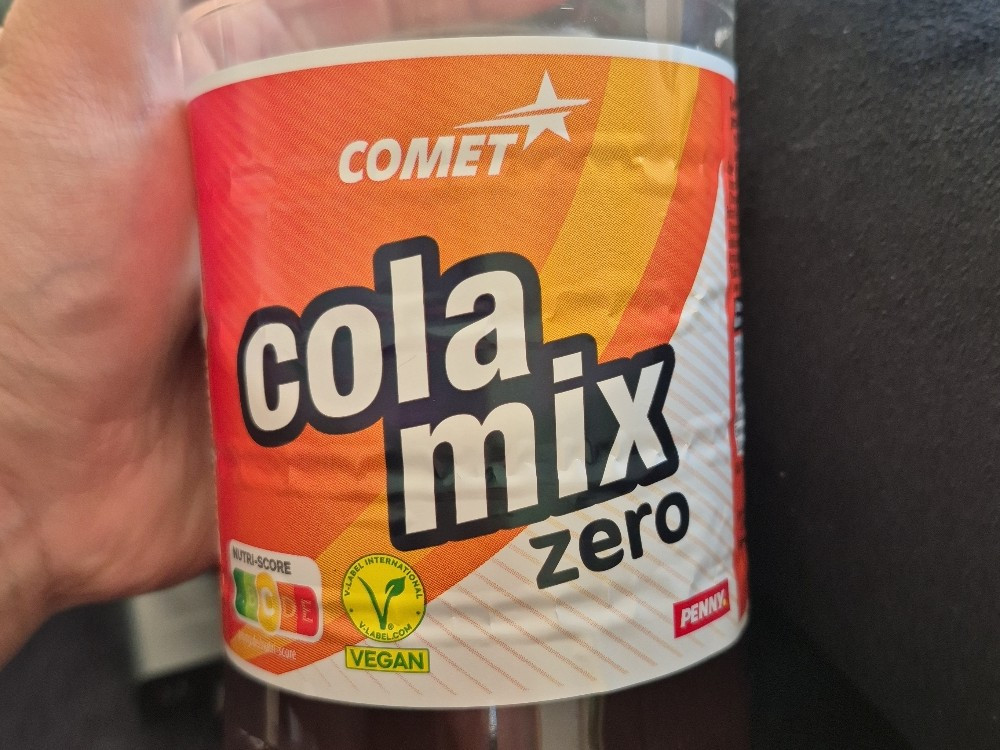 COMET
cola
mix
zero
NUTRI-SCORE
A B C D E
V-LABEL INTERNATIONAL
V-LABEL.COM
VEGAN
PENNY.